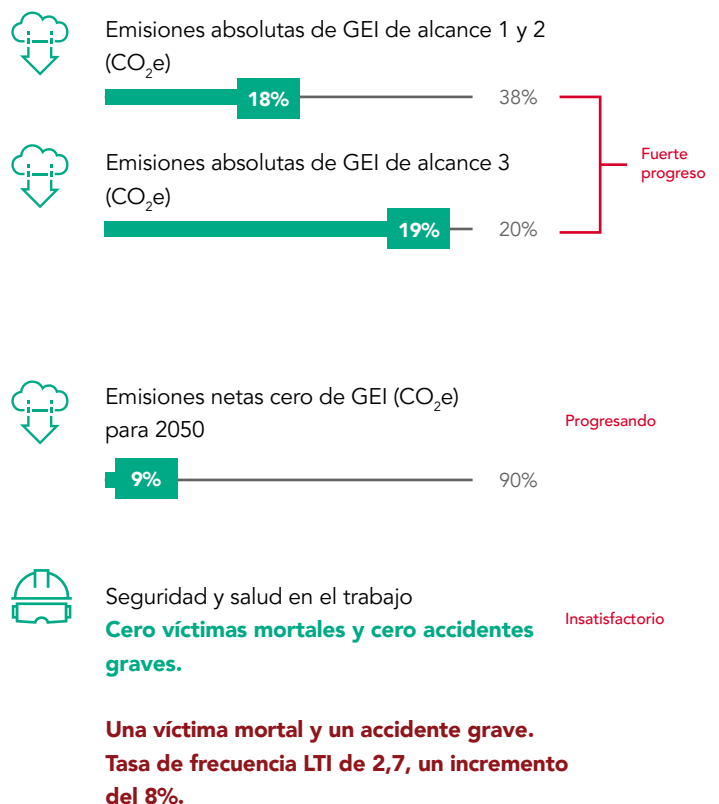 Emisiones absolutas de GEI de alcance 1 y 2
(CO₂e)
18%
38%
Emisiones absolutas de GEI de alcance 3
(CO₂e)
19%
20%
Fuerte
progreso
Emisiones netas cero de GEI (CO₂e)
para 2050
9%
90%
Progresando
Seguridad y salud en el trabajo
Cero víctimas mortales y cero accidentes
graves.
Insatisfactorio
Una víctima mortal y un accidente grave.
Tasa de frecuencia LTI de 2,7, un incremento
del 8%.